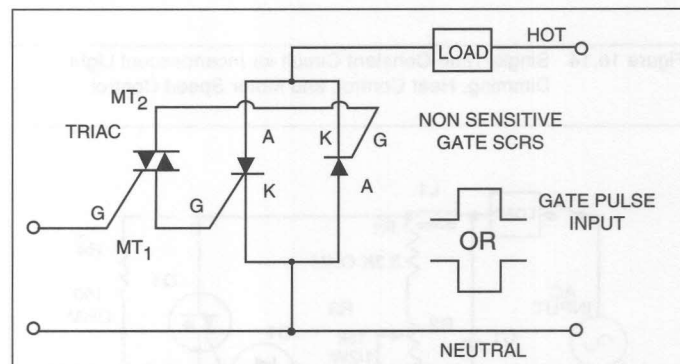 HOT
LOAD
MT2
TRIAC
A
K
G
NON SENSITIVE
GATE SCRS
K
A
G
G
MT1
GATE PULSE
INPUT
OR
NEUTRAL